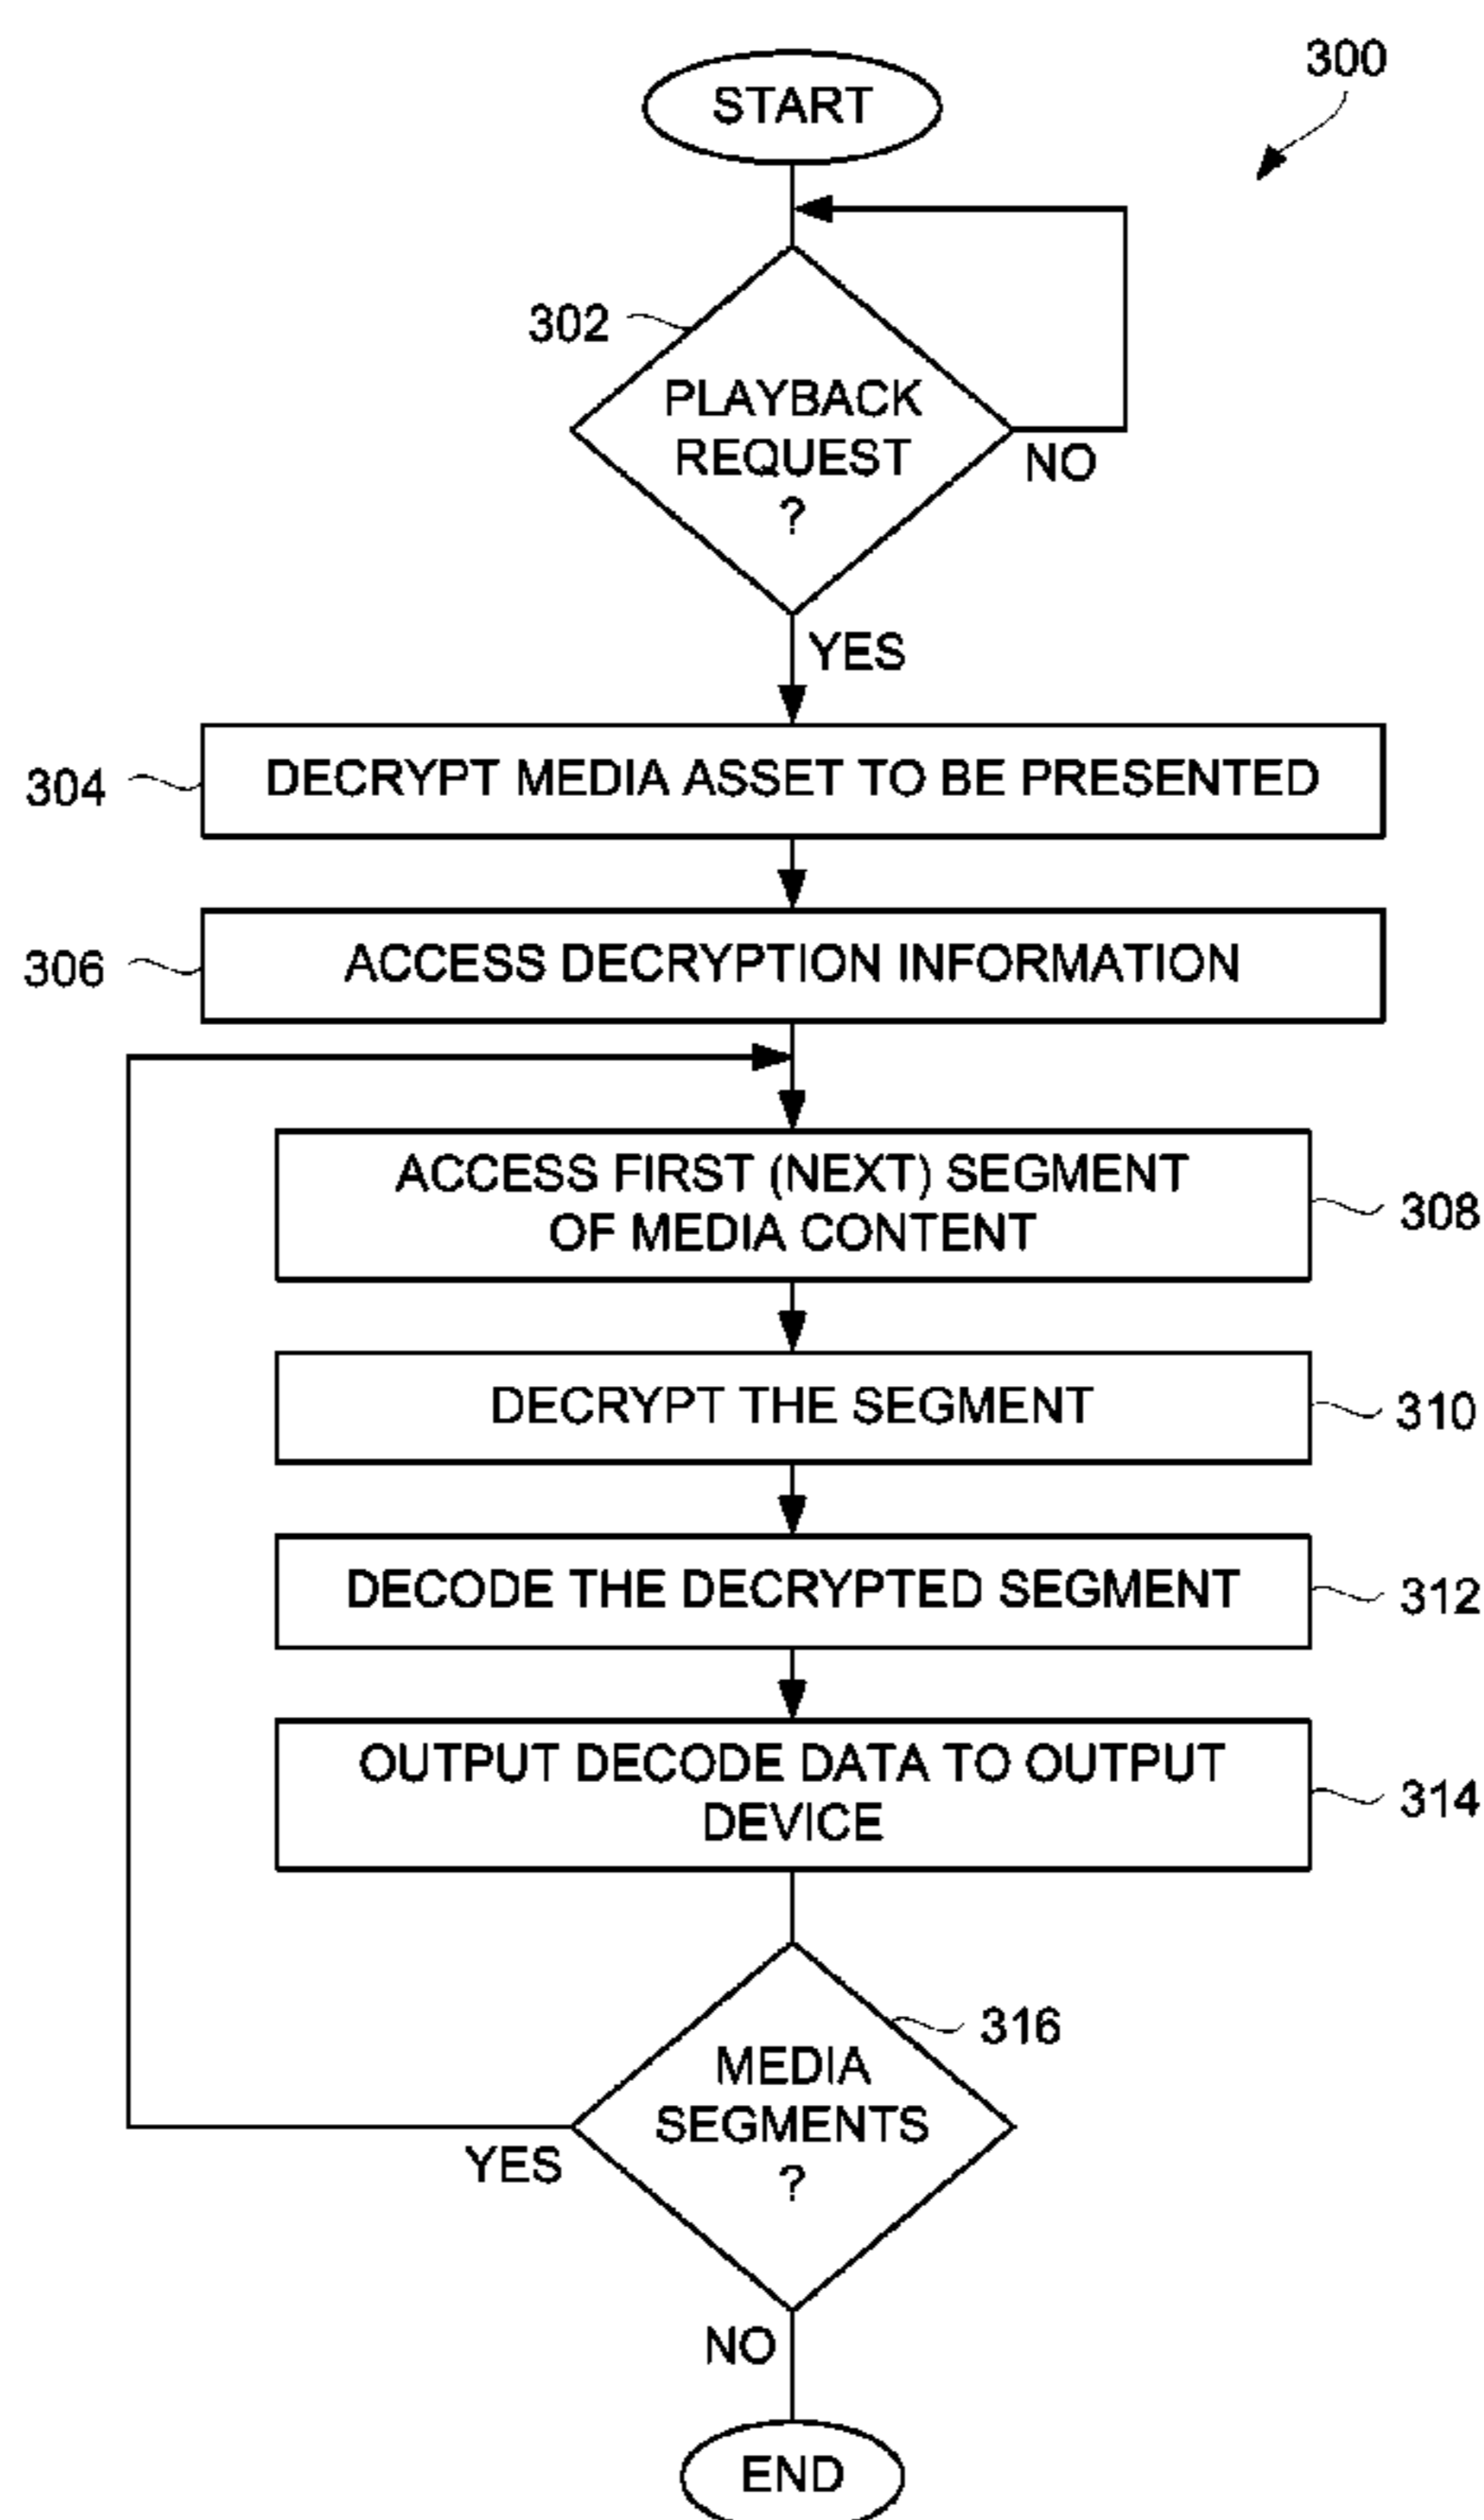 300
START
302
PLAYBACK
REQUEST
?
NO
YES
304
DECRYPT MEDIA ASSET TO BE PRESENTED
306
ACCESS DECRYPTION INFORMATION
ACCESS FIRST (NEXT) SEGMENT
OF MEDIA CONTENT
308
DECRYPT THE SEGMENT
310
DECODE THE DECRYPTED SEGMENT
312
OUTPUT DECODE DATA TO OUTPUT
DEVICE
314
316
MEDIA
SEGMENTS
?
YES
NO
END